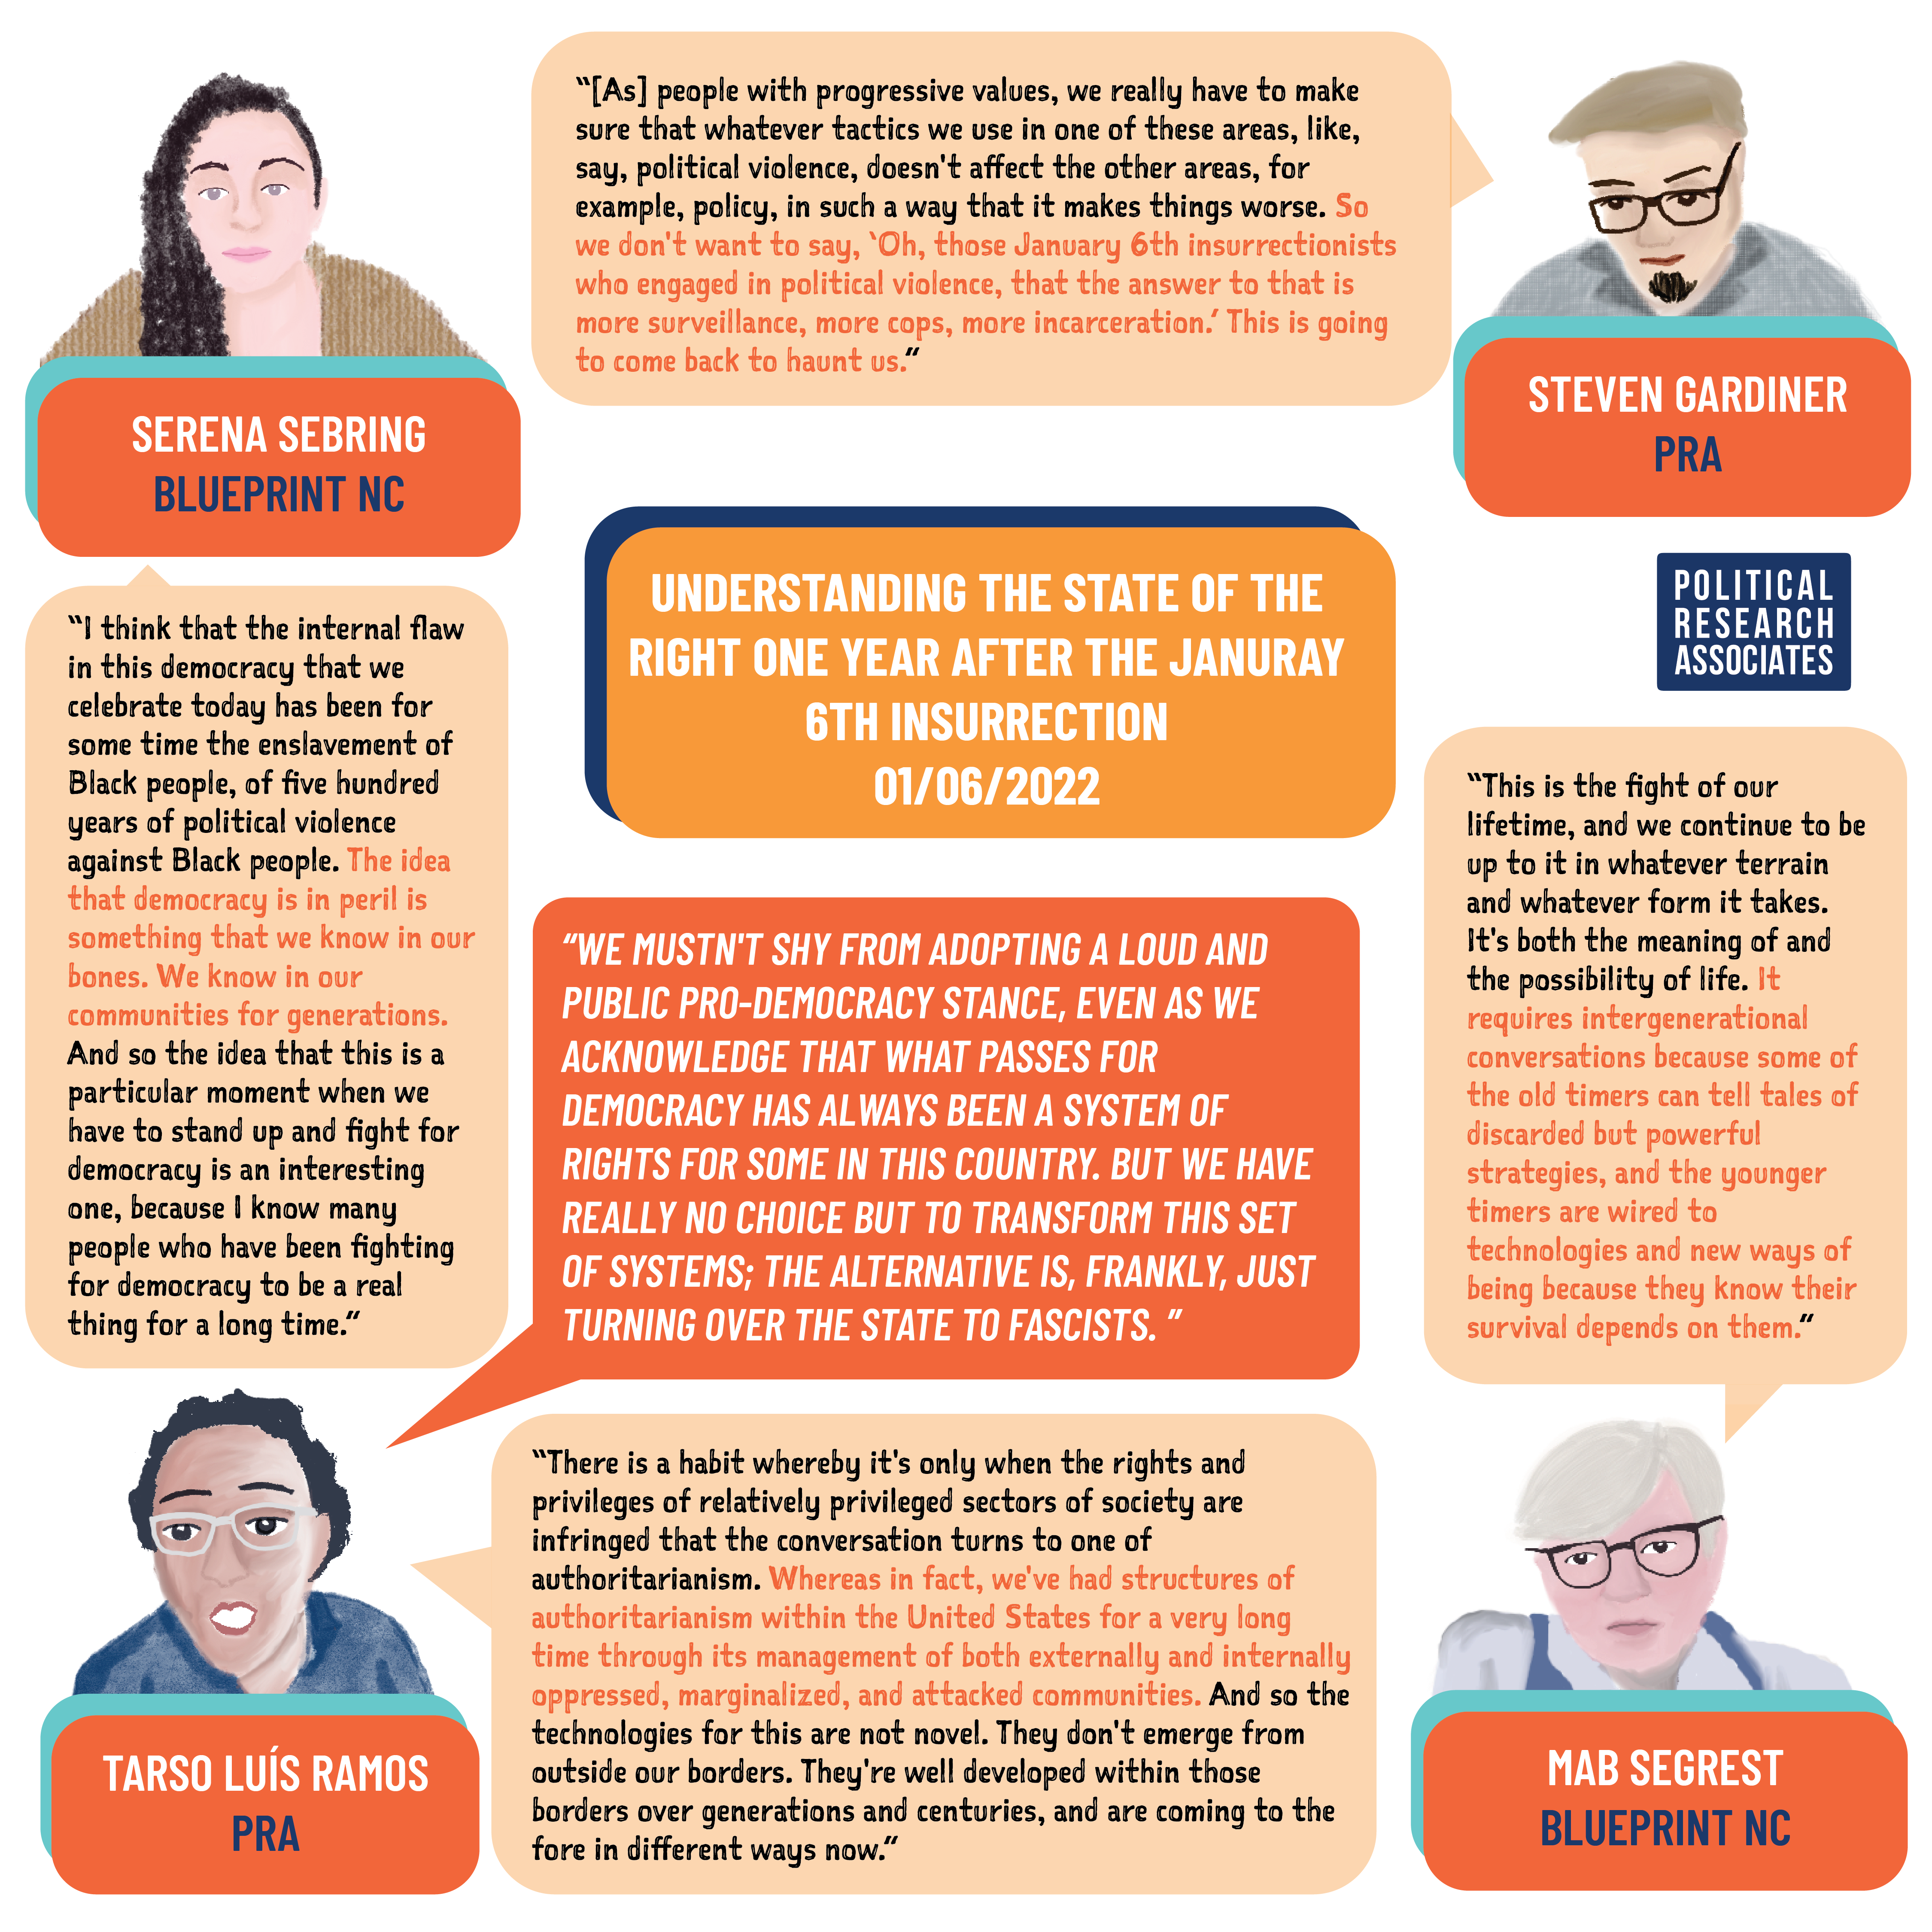 “[As] people with progressive values, we really have to make
sure that whatever tactics we use in one of these areas, like,
say, political violence, doesn't affect the other areas, for
example, policy, in such a way that it makes things worse. So
we don't want to say, ‘Oh, those January 6th insurrectionists
who engaged in political violence, that the answer to that is
more surveillance, more cops, more incarceration.’ This is going
to come back to haunt us.”
STEVEN GARDINER
PRA
SERENA SEBRING
BLUEPRINT NC
“I think that the internal flaw
in this democracy that we
celebrate today has been for
some time the enslavement of
Black people, of five hundred
years of political violence
against Black people. The idea
that democracy is in peril is
something that we know in our
bones. We know in our
communities for generations.
And so the idea that this is a
particular moment when we
have to stand up and fight for
democracy is an interesting
one, because I know many
people who have been fighting
for democracy to be a real
thing for a long time.”
UNDERSTANDING THE STATE OF THE
RIGHT ONE YEAR AFTER THE JANURAY
6TH INSURRECTION
01/06/2022
POLITICAL
RESEARCH
ASSOCIATES
“WE MUSTN'T SHY FROM ADOPTING A LOUD AND
PUBLIC PRO-DEMOCRACY STANCE, EVEN AS WE
ACKNOWLEDGE THAT WHAT PASSES FOR
DEMOCRACY HAS ALWAYS BEEN A SYSTEM OF
RIGHTS FOR SOME IN THIS COUNTRY. BUT WE HAVE
REALLY NO CHOICE BUT TO TRANSFORM THIS SET
OF SYSTEMS; THE ALTERNATIVE IS, FRANKLY, JUST
TURNING OVER THE STATE TO FASCISTS. ”
“This is the fight of our
lifetime, and we continue to be
up to it in whatever terrain
and whatever form it takes.
It's both the meaning of and
the possibility of life. It
requires intergenerational
conversations because some of
the old timers can tell tales of
discarded but powerful
strategies, and the younger
timers are wired to
technologies and new ways of
being because they know their
survival depends on them.”
“There is a habit whereby it's only when the rights and
privileges of relatively privileged sectors of society are
infringed that the conversation turns to one of
authoritarianism. Whereas in fact, we've had structures of
authoritarianism within the United States for a very long
time through its management of both externally and internally
oppressed, marginalized, and attacked communities. And so the
technologies for this are not novel. They don't emerge from
outside our borders. They're well developed within those
borders over generations and centuries, and are coming to the
fore in different ways now.”
TARSO LUÍS RAMOS
PRA
MAB SEGREST
BLUEPRINT NC